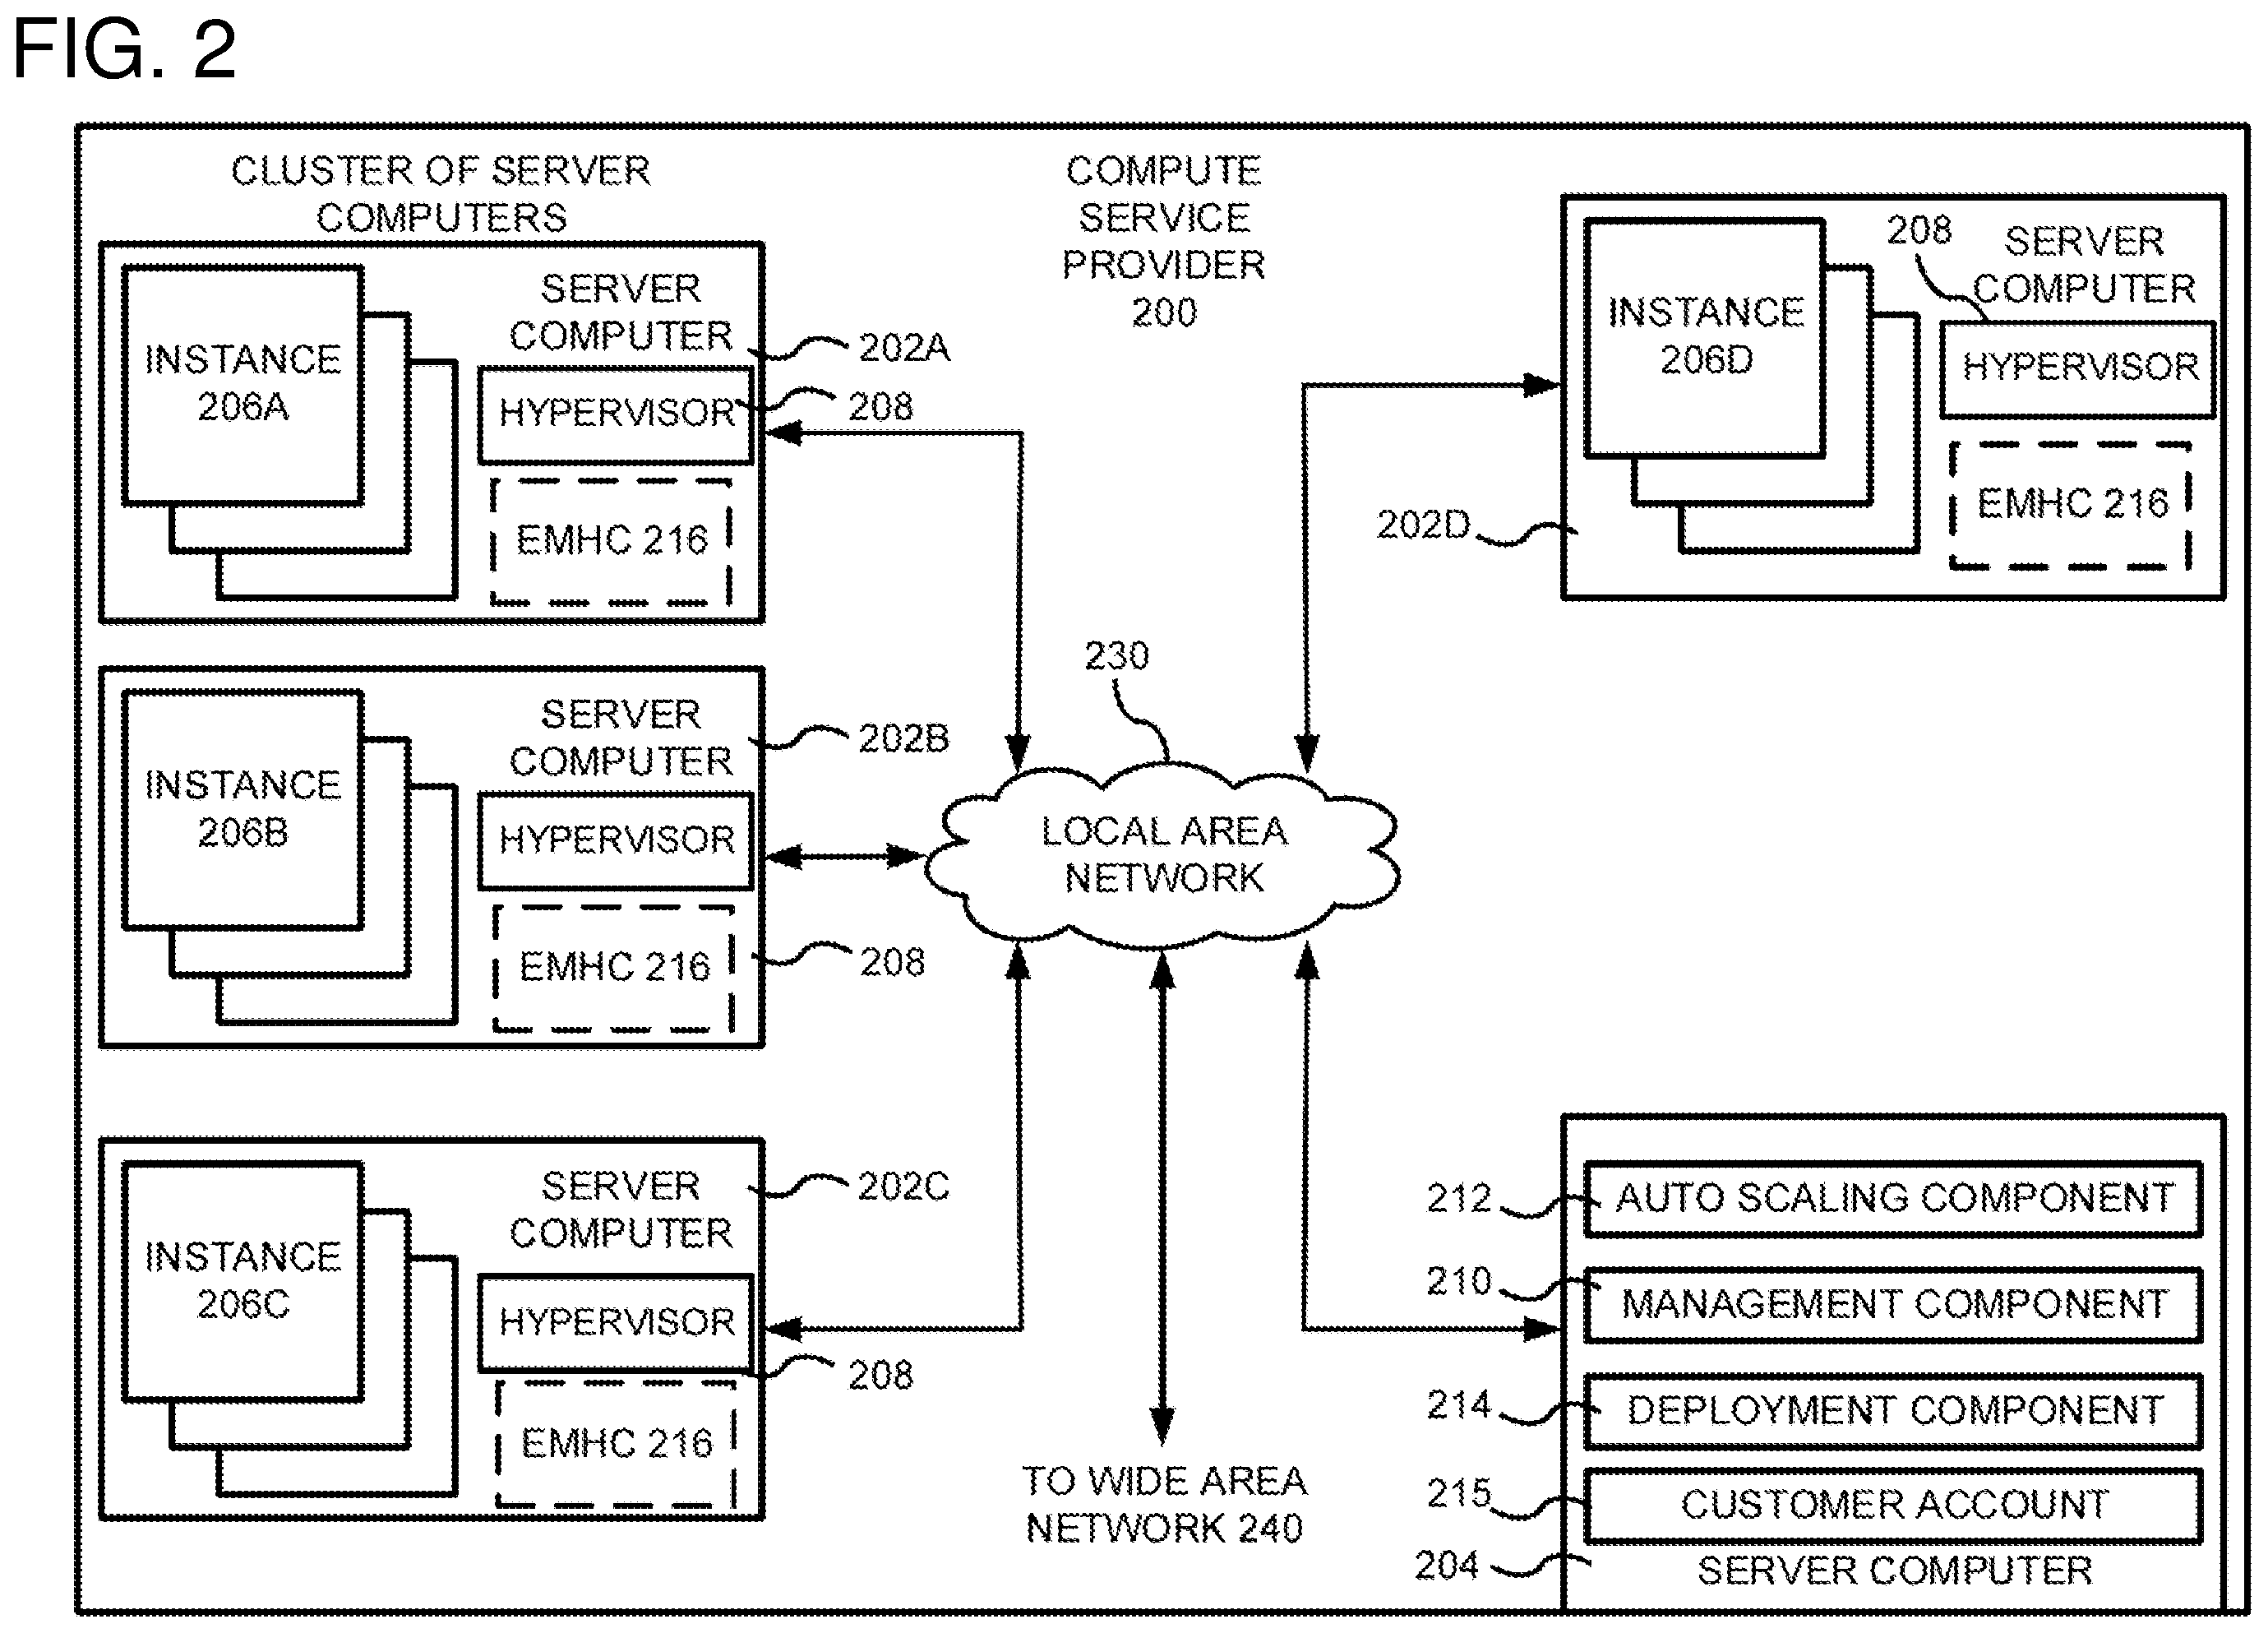 FIG. 2
CLUSTER OF SERVER
COMPUTERS
COMPUTE
SERVICE
PROVIDER
200
SERVER
COMPUTER
202A
INSTANCE
206A
HYPERVISOR
208
EMHC 216
208
SERVER
COMPUTER
INSTANCE
206D
HYPERVISOR
EMHC 216
202D
SERVER
COMPUTER
202B
INSTANCE
206B
HYPERVISOR
EMHC 216
208
230
LOCAL AREA
NETWORK
SERVER
COMPUTER
202C
INSTANCE
206C
HYPERVISOR
208
EMHC 216
TO WIDE AREA
NETWORK 240
212
AUTO SCALING COMPONENT
210
MANAGEMENT COMPONENT
214
DEPLOYMENT COMPONENT
215
CUSTOMER ACCOUNT
204
SERVER COMPUTER